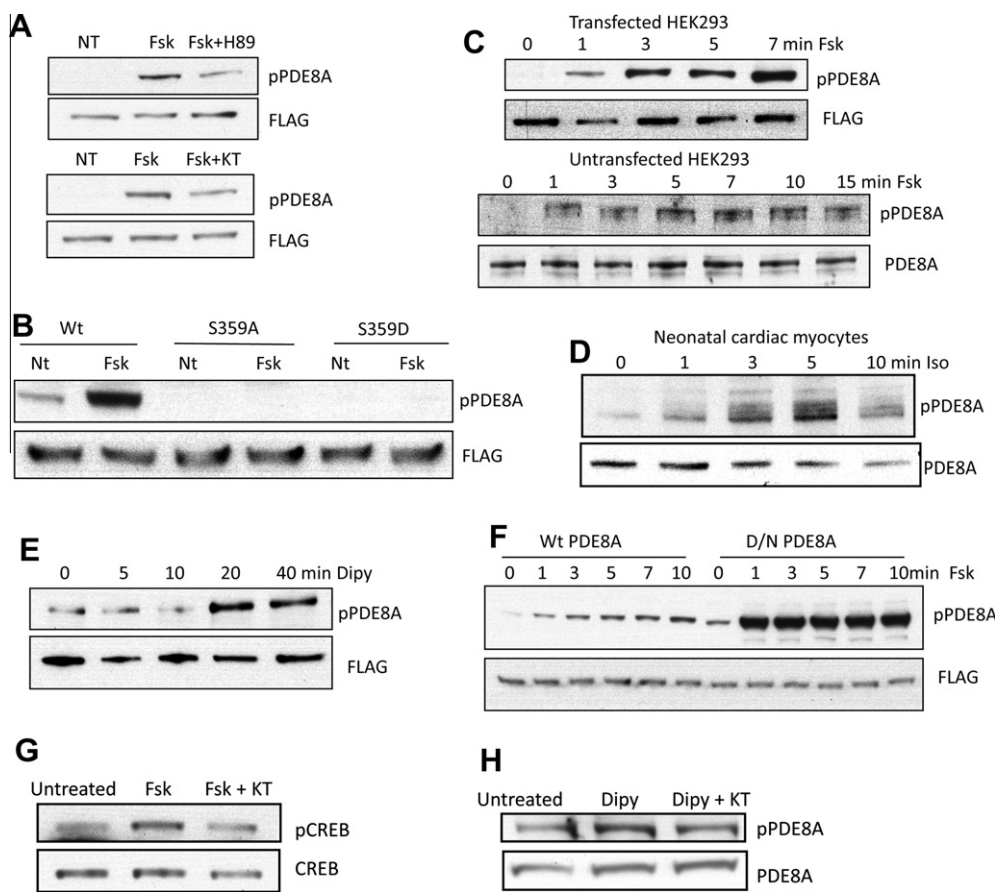 A
NT Fsk Fsk+H89
pPDE8A
FLAG
NT Fsk Fsk+KT
pPDE8A
FLAG
B
Wt S359A S359D
Nt Fsk Nt Fsk Nt Fsk
pPDE8A
FLAG
C
Transfected HEK293
0 1 3 5 7 min Fsk
pPDE8A
FLAG
Untransfected HEK293
0 1 3 5 7 10 15 min Fsk
pPDE8A
PDE8A
D
Neonatal cardiac myocytes
0 1 3 5 10 min Iso
pPDE8A
PDE8A
E
0 5 10 20 40 min Dipy
pPDE8A
FLAG
F
Wt PDE8A D/N PDE8A
0 1 3 5 7 10 0 1 3 5 7 10min Fsk
pPDE8A
FLAG
G
Untreated Fsk Fsk + KT
pCREB
CREB
H
Untreated Dipy Dipy + KT
pPDE8A
PDE8A